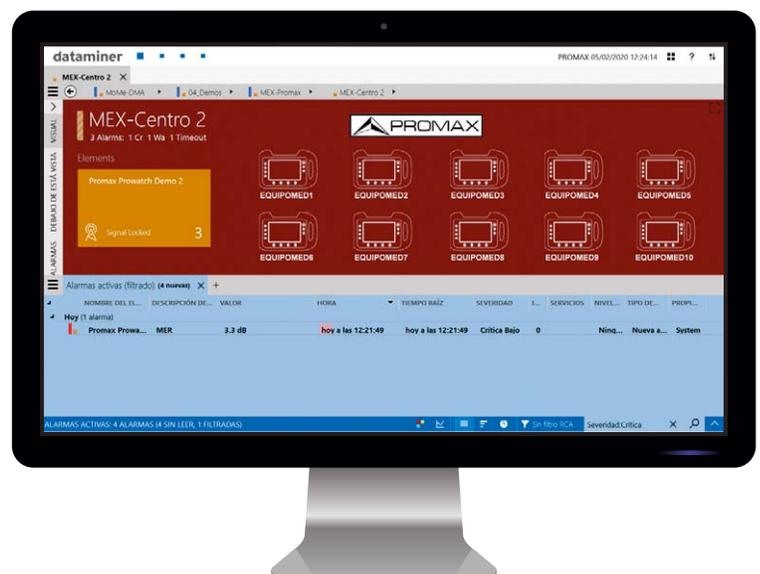 dataminer
PROMAX 05/02/2020 12:24:14 ?
MEX-Centro 2 X
MoMe-DMA 04_Demos MEX-Promax MEX-Centro 2
VISUAL
DEBAJO DE ESTA VISTA
ALARMAS
MEX-Centro 2
3 Alarms: 1 Cr 1 Wa 1 Timeout
PROMAX
Elements
Promax Prowatch Demo 2
Signal Locked 3
EQUIPOMED1 EQUIPOMED2 EQUIPOMED3 EQUIPOMED4 EQUIPOMED5
EQUIPOMED6 EQUIPOMED7 EQUIPOMED8 EQUIPOMED9 EQUIPOMED10
Alarmas activas (filtrado) (4 nuevas) X +
NOMBRE DEL EL... DESCRIPCIÓN DE... VALOR HORA TIEMPO RAÍZ SEVERIDAD I... SERVICIOS NIVEL... TIPO DE... PROPI...
Hoy (1 alarma)
Promax Prowa... MER 3.3 dB hoy a las 12:21:49 hoy a las 12:21:49 Crítica Bajo 0 Ninq... Nueva a... System
ALARMAS ACTIVAS: 4 ALARMAS (4 SIN LEER, 1 FILTRADAS) Sin filtro RCA Severidad:Crítica X